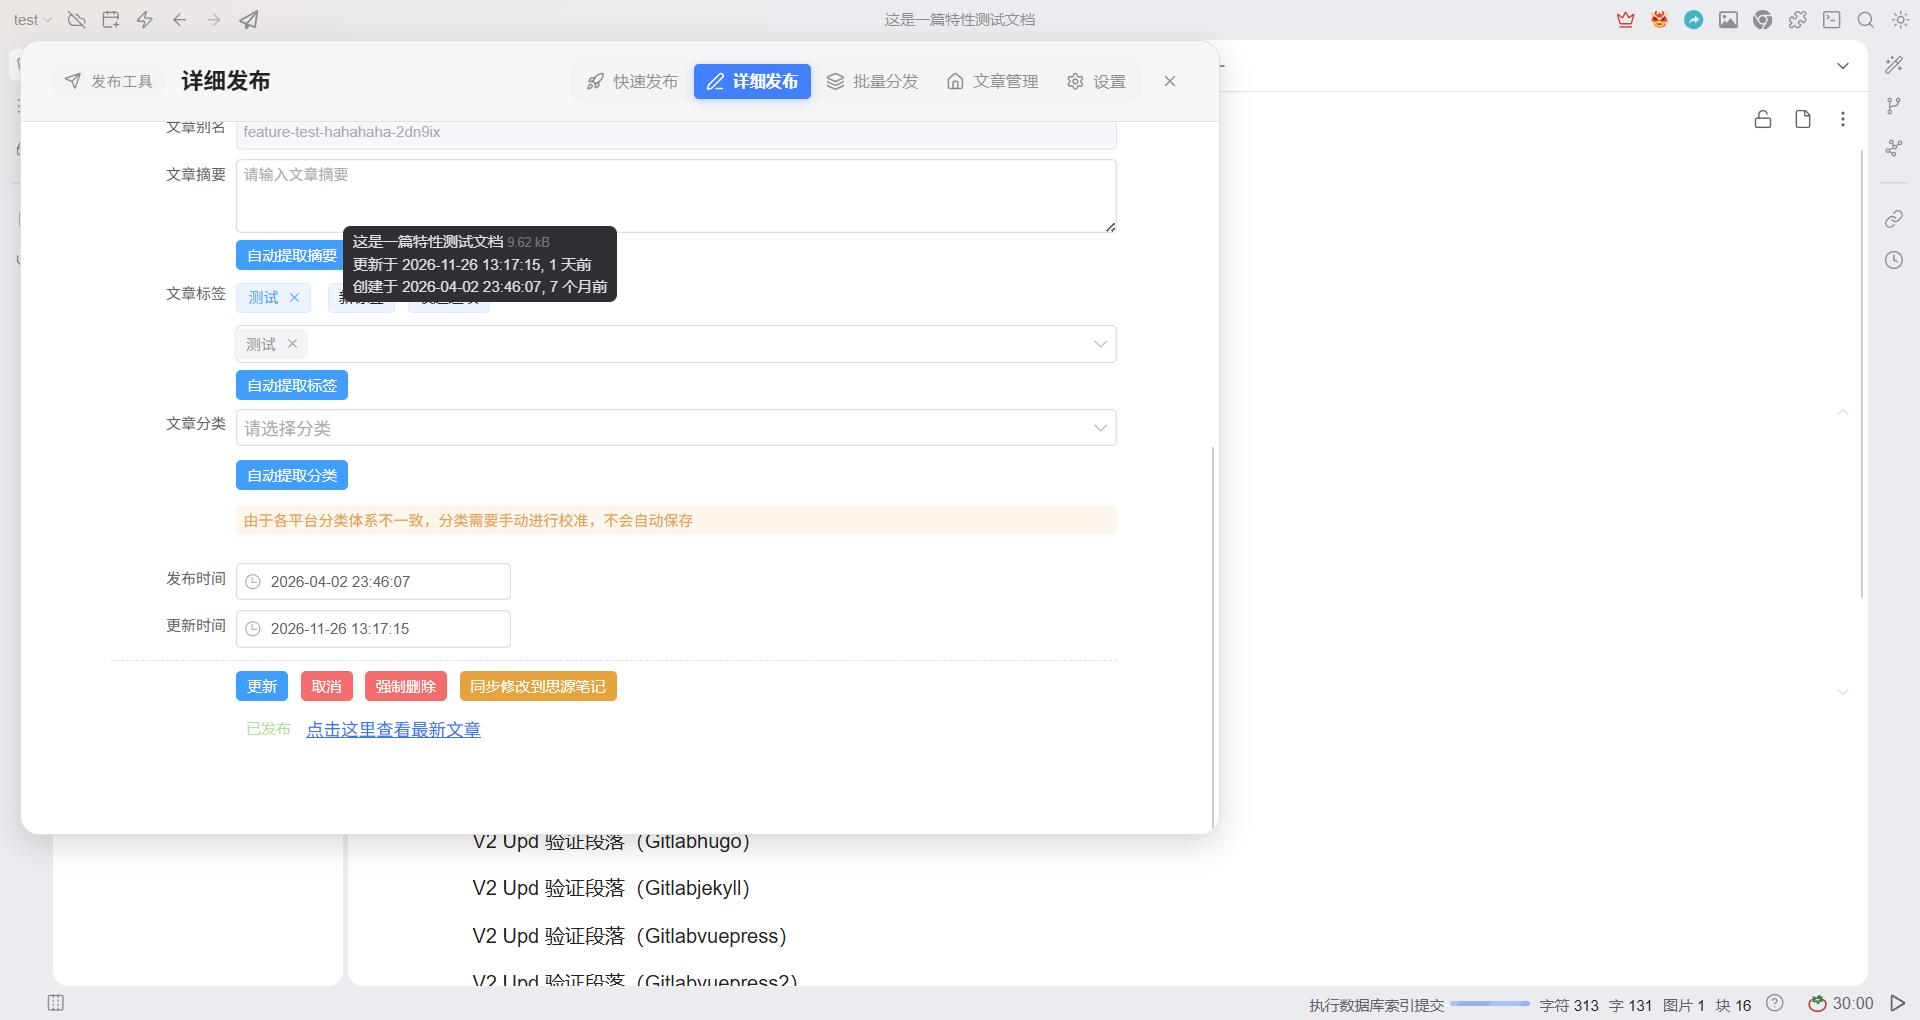 test
这是一篇特性测试文档
发布工具
详细发布
快速发布
详细发布
批量分发
文章管理
设置
文章别名
feature-test-hahahaha-2dn9ix
文章摘要
请输入文章摘要
自动提取摘要
这是一篇特性测试文档 9.62 kB
更新于 2026-11-26 13:17:15, 1 天前
创建于 2026-04-02 23:46:07, 7 个月前
文章标签
测试
测试
自动提取标签
文章分类
请选择分类
自动提取分类
由于各平台分类体系不一致，分类需要手动进行校准，不会自动保存
发布时间
2026-04-02 23:46:07
更新时间
2026-11-26 13:17:15
更新
取消
强制删除
同步修改到思源笔记
已发布
点击这里查看最新文章
V2 Upd 验证段落（Gitlabhugo）
V2 Upd 验证段落（Gitlabjekyll）
V2 Upd 验证段落（Gitlabvuepress）
V2 Upd 验证段落（Gitlabvuepress2）
执行数据库索引提交
字符 313 字 131 图片 1 块 16
30:00